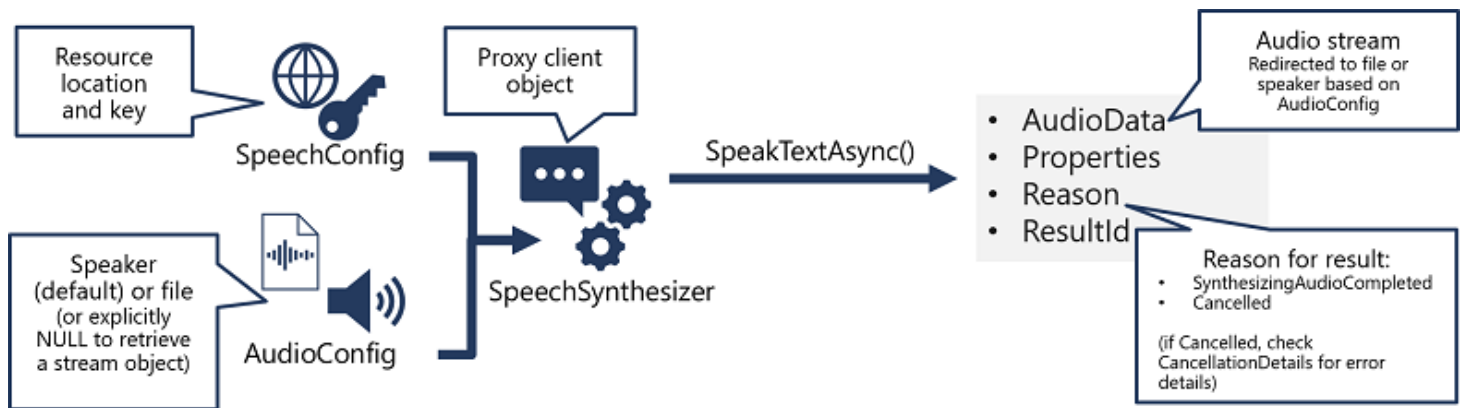 Resource
location
and key
SpeechConfig
Speaker
(default) or file
(or explicitly
NULL to retrieve
a stream object)
AudioConfig
Proxy client
object
SpeechSynthesizer
SpeakTextAsync()
• AudioData
• Properties
• Reason
• ResultId
Audio stream
Redirected to file or
speaker based on
AudioConfig
Reason for result:
• SynthesizingAudioCompleted
• Cancelled
(if Cancelled, check
CancellationDetails for error
details)